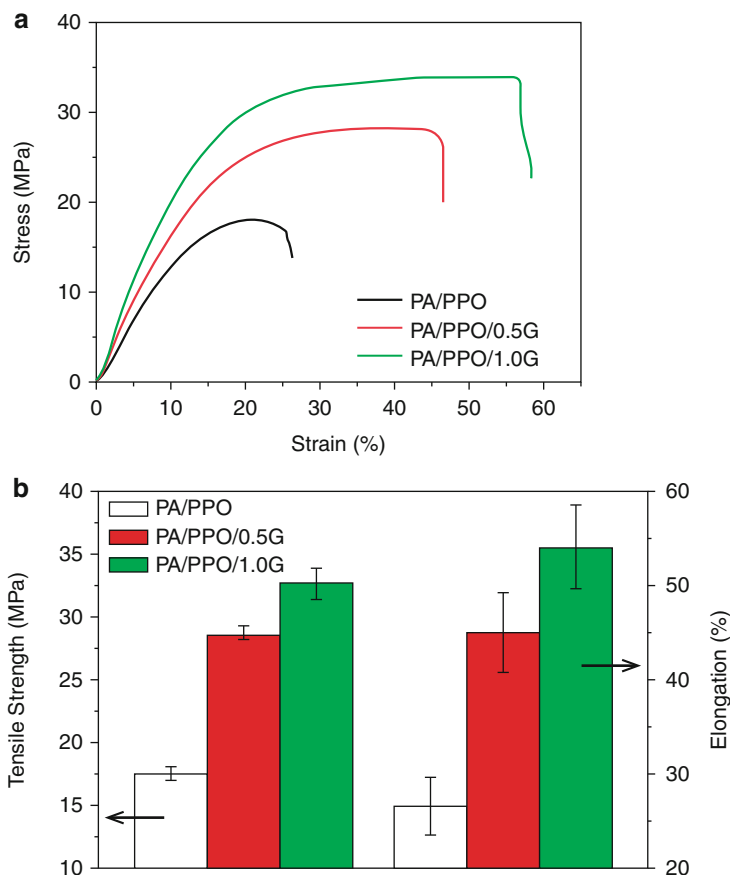 a
40
30
20
10
0
Stress (MPa)
PA/PPO
PA/PPO/0.5G
PA/PPO/1.0G
0 10 20 30 40 50 60
Strain (%)
b
40
35
30
25
20
15
10
Tensile Strength (MPa)
PA/PPO
PA/PPO/0.5G
PA/PPO/1.0G
60
50
40
30
20
Elongation (%)